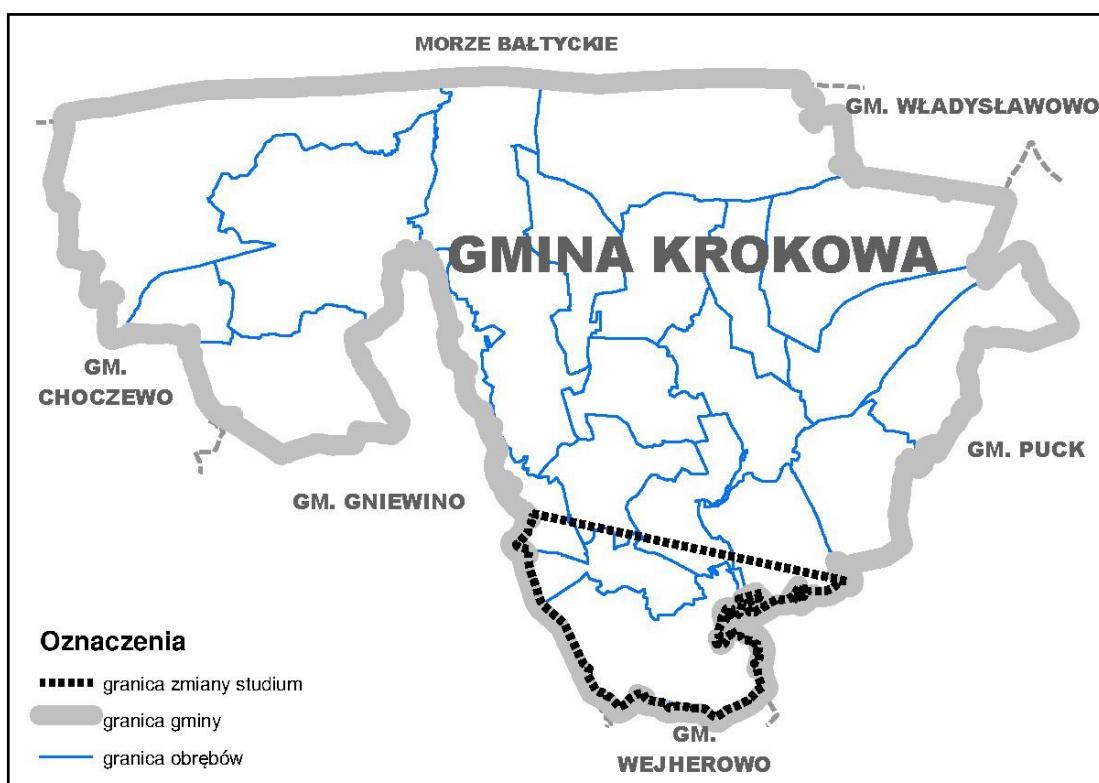 MORZE BAŁTYCKIE
GM. WŁADYSŁAWOWO
GMINA KROKOWA
GM.
CHOCZEWO
GM. PUCK
GM. GNIEWINO
Oznaczenia
granica zmiany studium
granica gminy
granica obrębów
GM.
WEJHEROWO